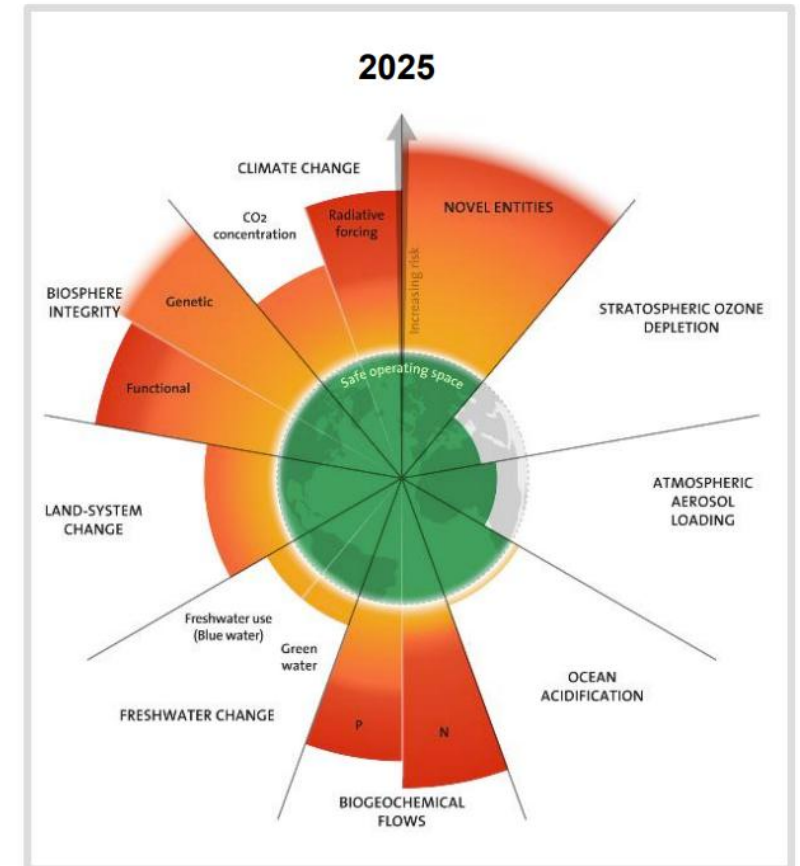 2025
CLIMATE CHANGE
CO2
concentration
Radiative
forcing
Increasing risk
NOVEL ENTITIES
STRATOSPHERIC OZONE
DEPLETION
ATMOSPHERIC
AEROSOL
LOADING
OCEAN
ACIDIFICATION
BIOGEOCHEMICAL
FLOWS
P
N
FRESHWATER CHANGE
Freshwater use
(Blue water)
Green
water
LAND-SYSTEM
CHANGE
BIOSPHERE
INTEGRITY
Genetic
Functional
Safe operating space